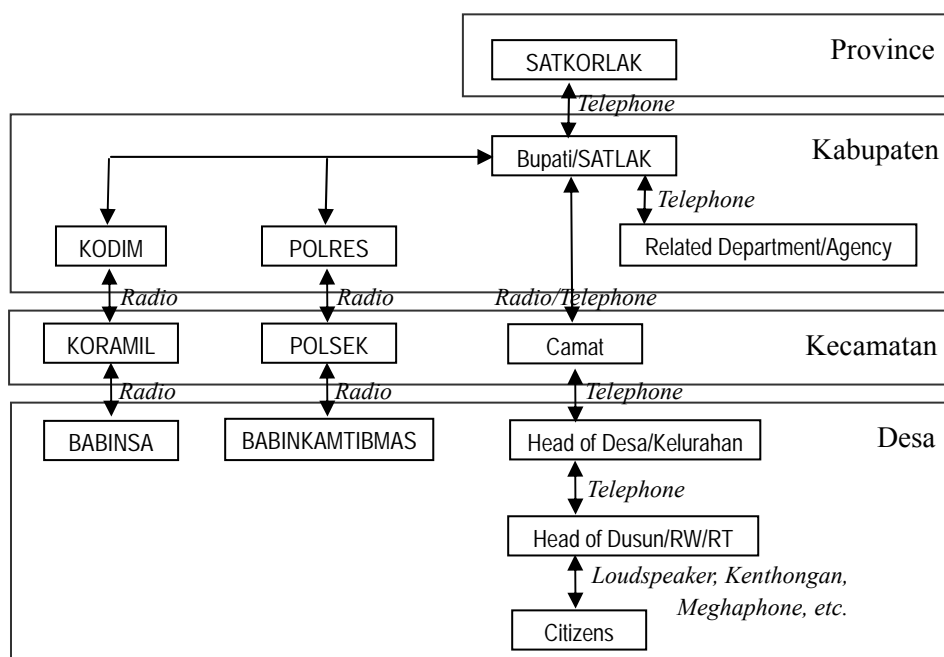 Province
SATKORLAK
Telephone
Kabupaten
Bupati/SATLAK
Telephone
KODIM
POLRES
Related Department/Agency
Radio
Radio
Radio/Telephone
Kecamatan
KORAMIL
POLSEK
Camat
Radio
Radio
Telephone
Desa
BABINSA
BABINKAMTIBMAS
Head of Desa/Kelurahan
Telephone
Head of Dusun/RW/RT
Loudspeaker, Kenthongan,
Meghaphone, etc.
Citizens